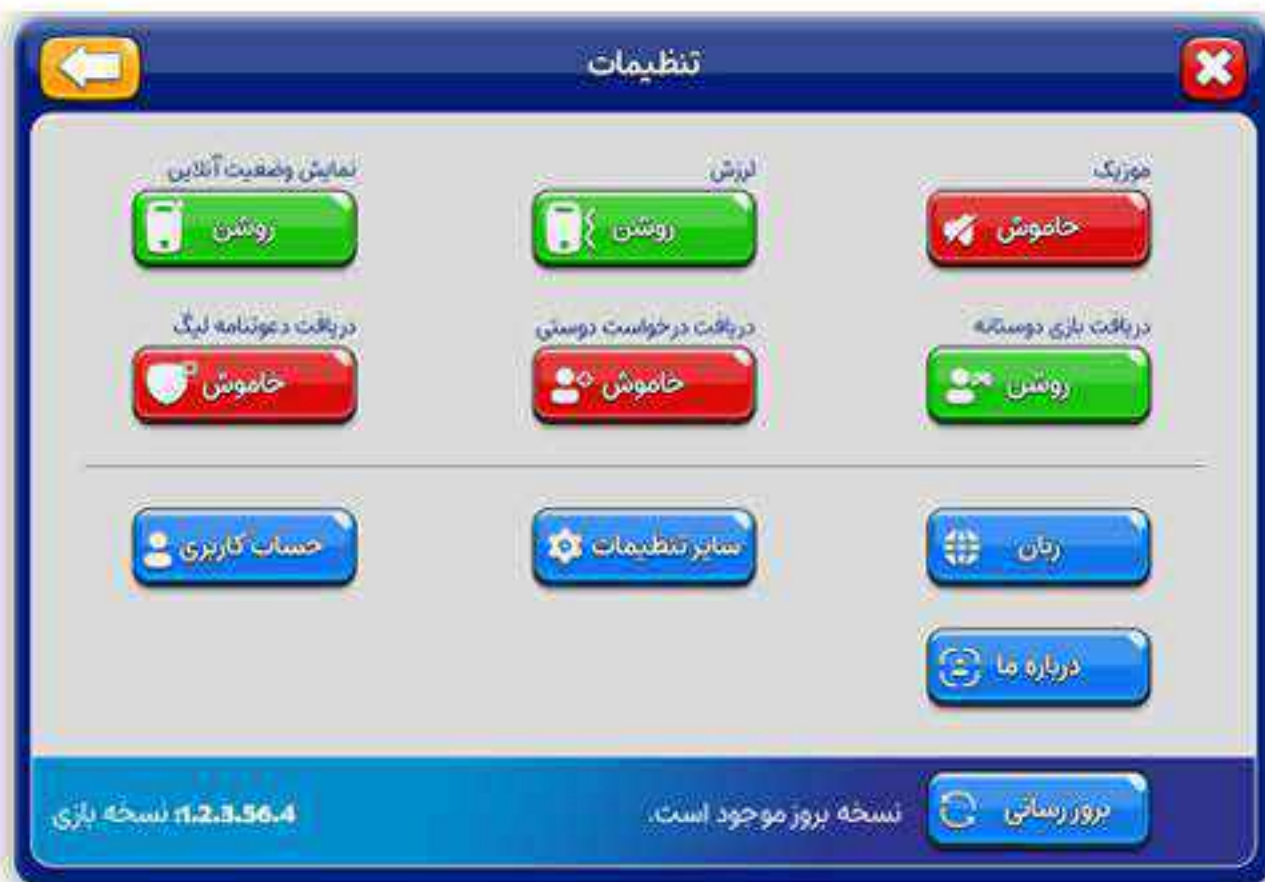 تنظیمات
موزیک
لرزش
نمایش وضعیت آنلاین
خاموش
روشن
روشن
دریافت بازی دوستانه
دریافت درخواست دوستی
دریافت دعوتنامه لیگ
روشن
خاموش
خاموش
زبان
سایر تنظیمات
حساب کاربری
درباره ما
بروزرسانی
نسخه بروز موجود است.
نسخه بازی :1.2.3.56.4